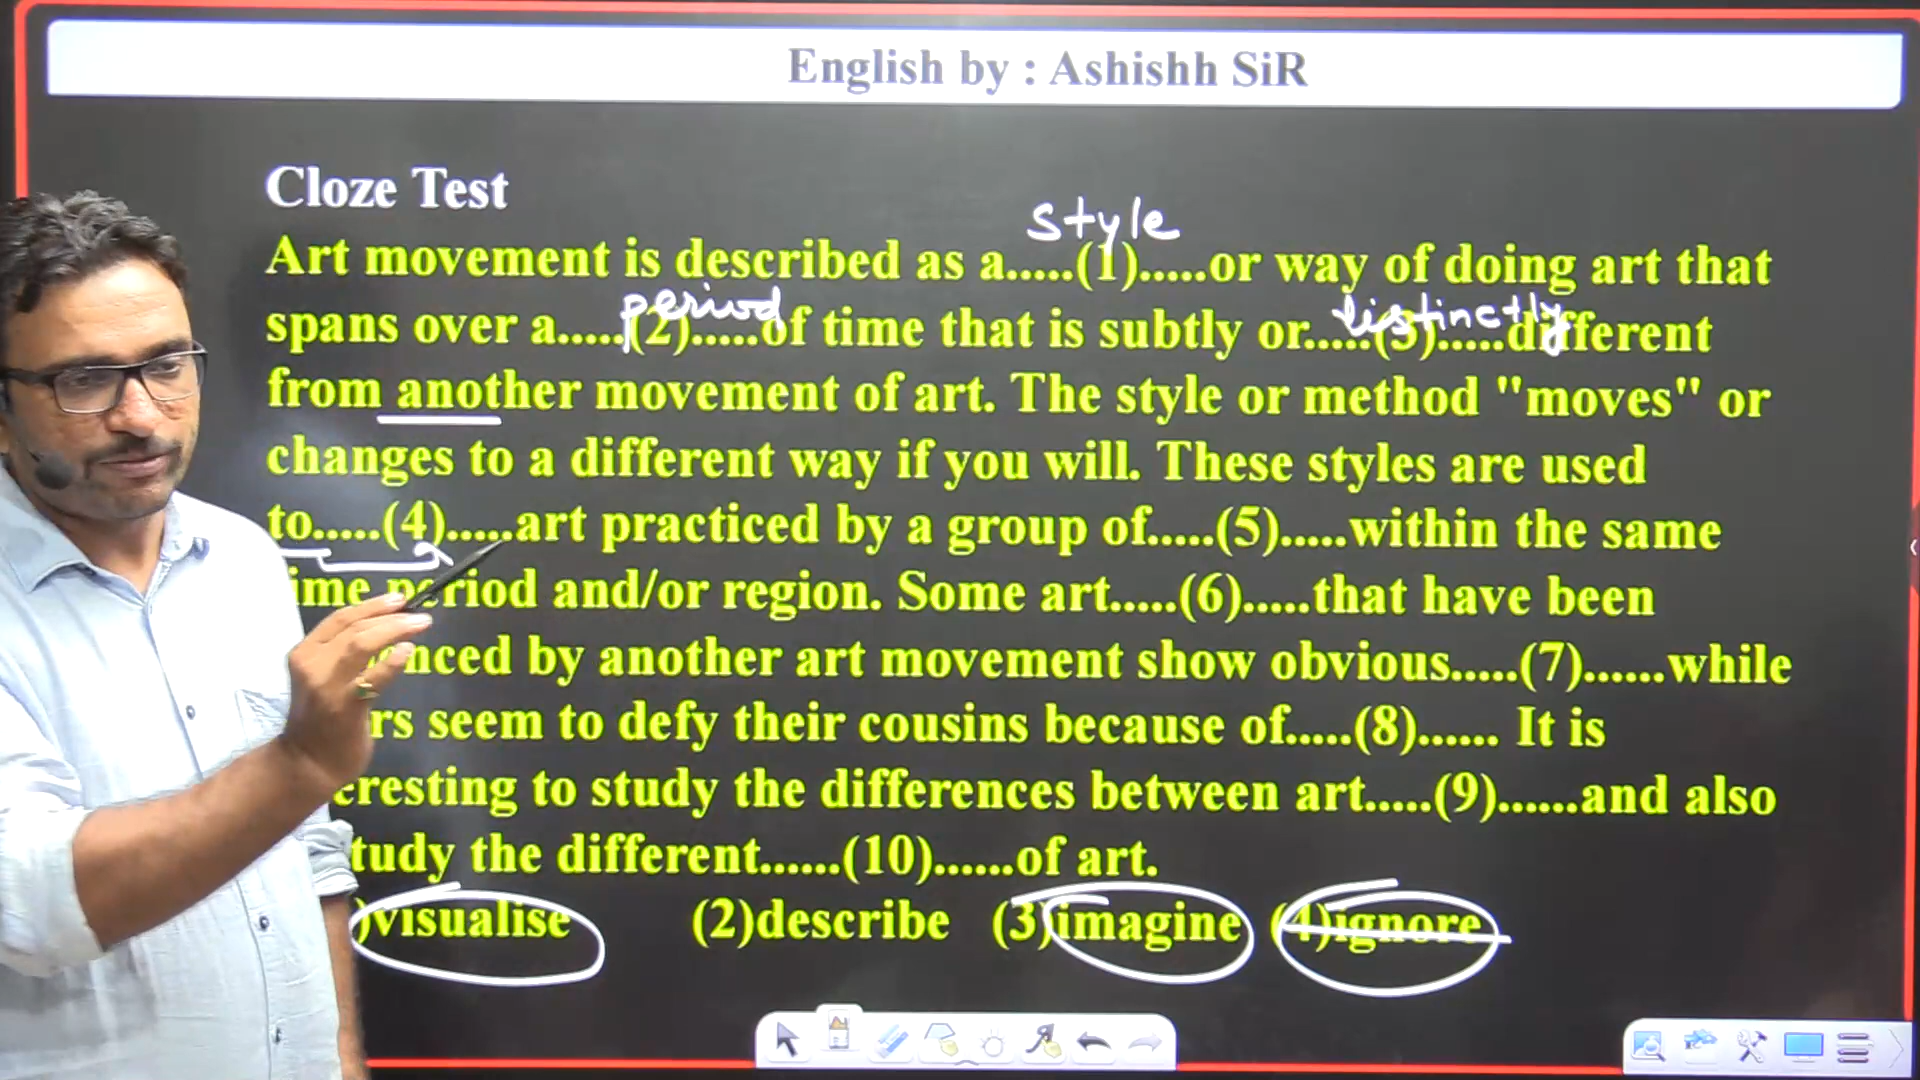 English by : Ashishh SiR
Cloze Test
style
Art movement is described as a.....(1).....or way of doing art that
period distinctly
spans over a.....(2).....of time that is subtly or.....(3).....different
from another movement of art. The style or method "moves" or
changes to a different way if you will. These styles are used
to.....(4).....art practiced by a group of.....(5).....within the same
ime period and/or region. Some art.....(6).....that have been
nced by another art movement show obvious.....(7)......while
rs seem to defy their cousins because of.....(8)...... It is
eresting to study the differences between art.....(9)......and also
tudy the different......(10)......of art.
)visualise (2)describe (3)imagine (4)ignore